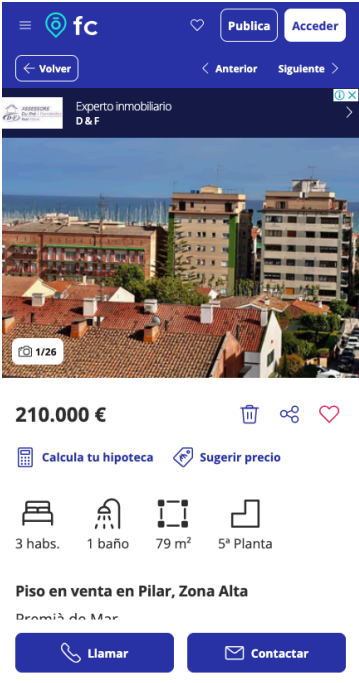 fc
Publica
Acceder
Volver
Anterior
Siguiente
ASSESSORS
Experto inmobiliario
D & F
1/26
210.000 €
Calcula tu hipoteca
Sugerir precio
3 habs.
1 baño
79 m²
5ª Planta
Piso en venta en Pilar, Zona Alta
Premià de Mar
Llamar
Contactar